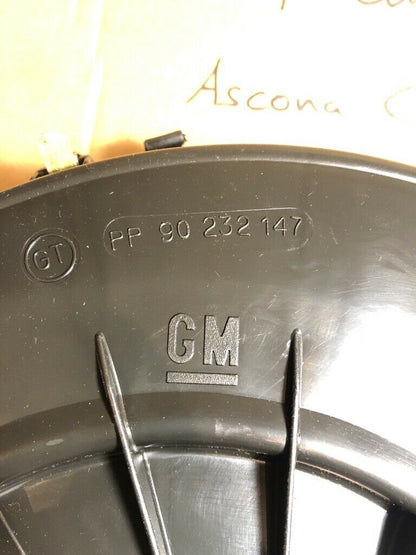 Ascona C
GT
PP 90 232 147
GM